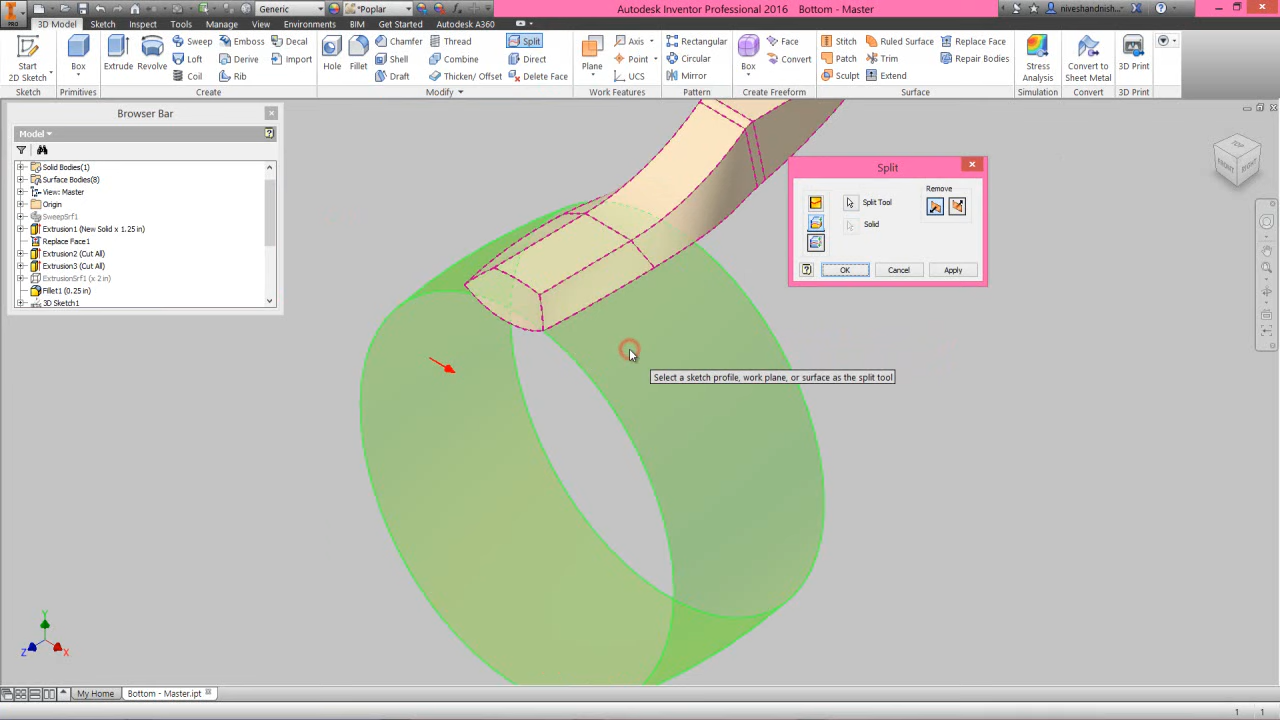 Generic
*Poplar
Autodesk Inventor Professional 2016 Bottom - Master
niveshandnish...
PRO
3D Model Sketch Inspect Tools Manage View Environments BIM Get Started Autodesk A360
Start
2D Sketch
Sketch
Box
Primitives
Extrude Revolve
Sweep Emboss Decal
Loft Derive Import
Coil Rib
Create
Hole Fillet
Chamfer Thread Split
Shell Combine Direct
Draft Thicken/ Offset Delete Face
Modify
Plane
Axis
Point
UCS
Work Features
Rectangular
Circular
Mirror
Pattern
Box
Face
Convert
Create Freeform
Stitch Ruled Surface Replace Face
Patch Trim Repair Bodies
Sculpt Extend
Surface
Stress
Analysis
Simulation
Convert to
Sheet Metal
Convert
3D Print
3D Print
Browser Bar
Model
Solid Bodies(1)
Surface Bodies(8)
View: Master
Origin
SweepSrf1
Extrusion1 (New Solid x 1.25 in)
Replace Face1
Extrusion2 (Cut All)
Extrusion3 (Cut All)
ExtrusionSrf1 (x 2 in)
Fillet1 (0.25 in)
3D Sketch1
Split
Remove
Split Tool
Solid
OK Cancel Apply
TOP
FRONT RIGHT
Select a sketch profile, work plane, or surface as the split tool
Y
Z
X
My Home Bottom - Master.ipt
1 1